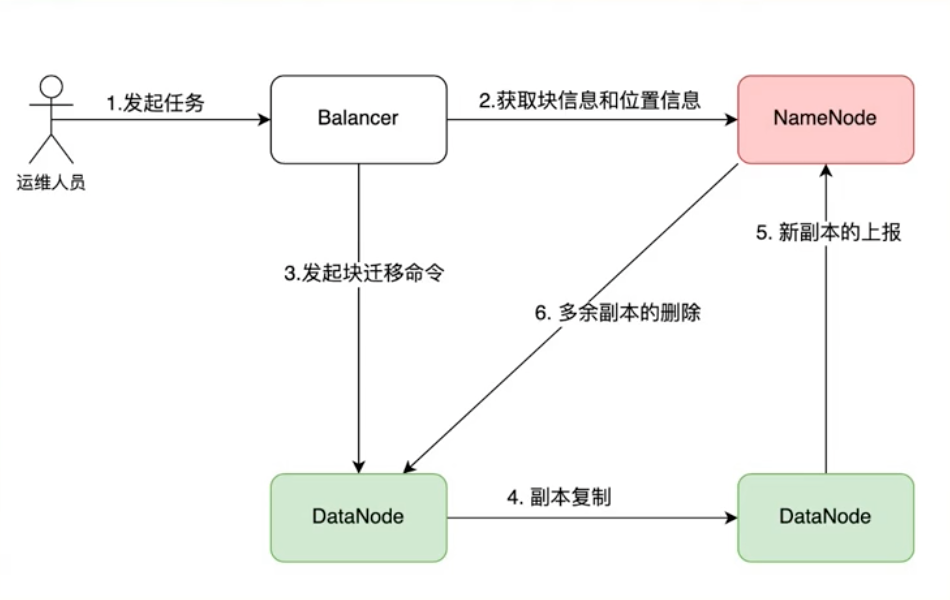 1.发起任务
Balancer
2.获取块信息和位置信息
NameNode
运维人员
5. 新副本的上报
3.发起块迁移命令
6. 多余副本的删除
DataNode
4. 副本复制
DataNode